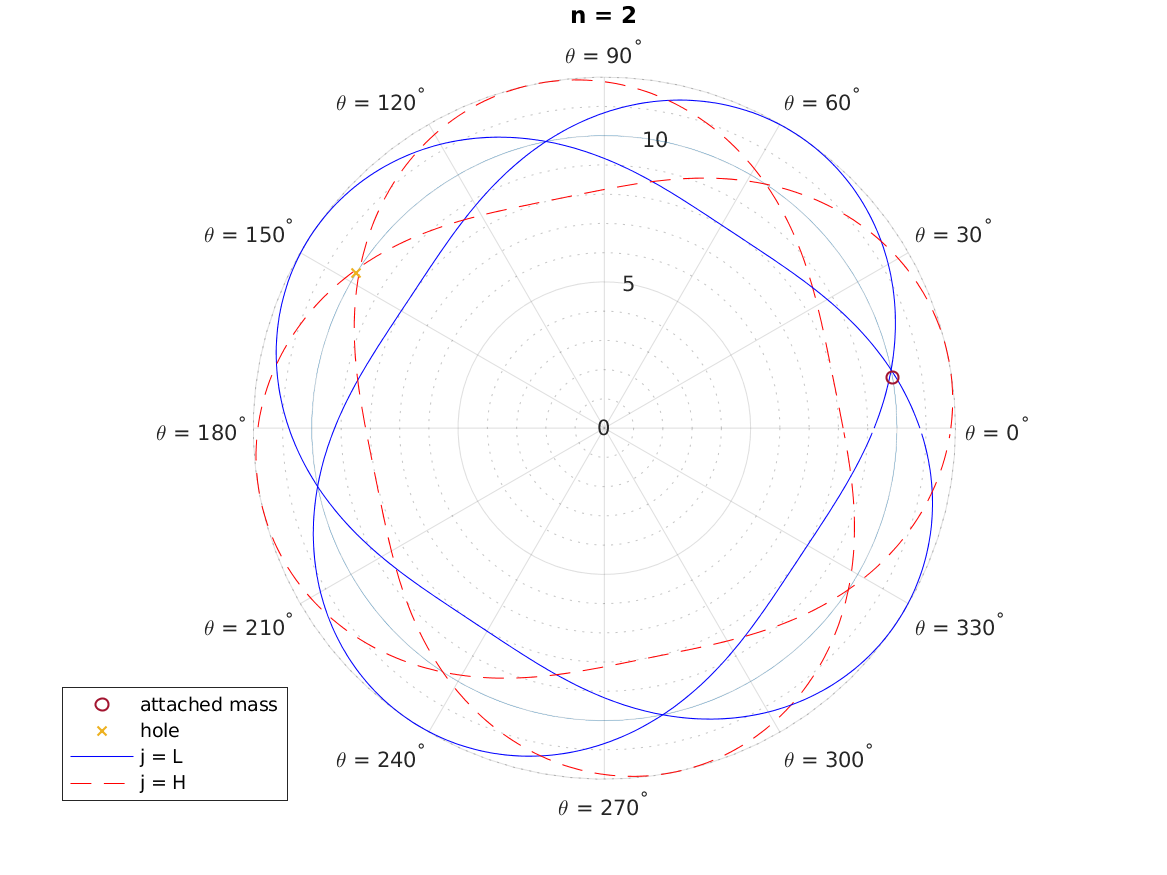 n = 2
θ = 90°
θ = 120°
θ = 60°
10
θ = 150°
θ = 30°
5
θ = 180°
0
θ = 0°
θ = 210°
θ = 330°
θ = 240°
θ = 300°
θ = 270°
attached mass
hole
j = L
j = H